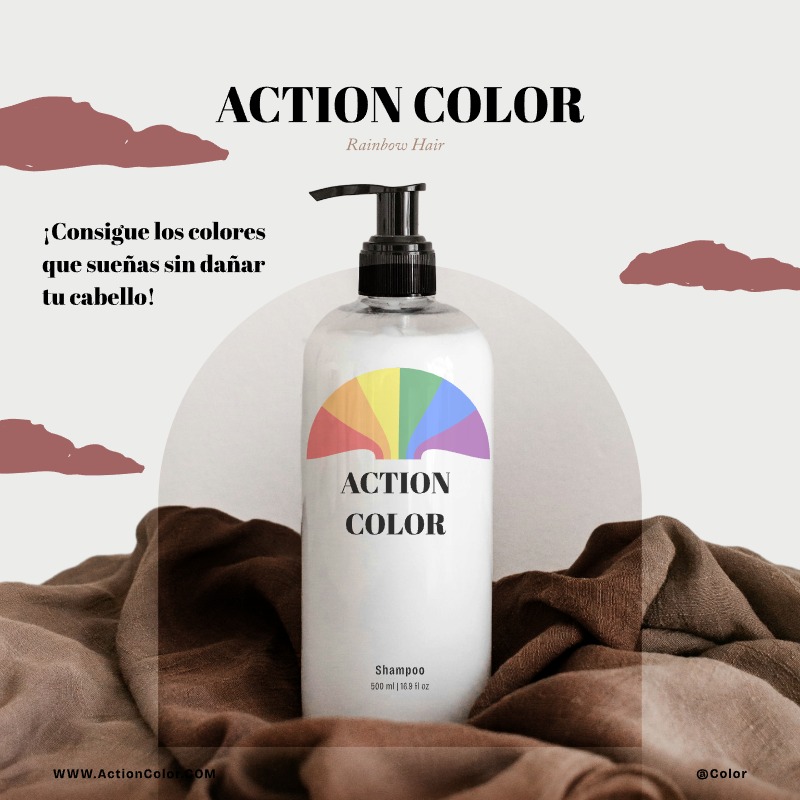 ACTION COLOR
Rainbow Hair
¡Consigue los colores
que sueñas sin dañar
tu cabello!
ACTION
COLOR
Shampoo
500 ml | 16.9 fl oz
WWW.ActionColor.COM
@Color